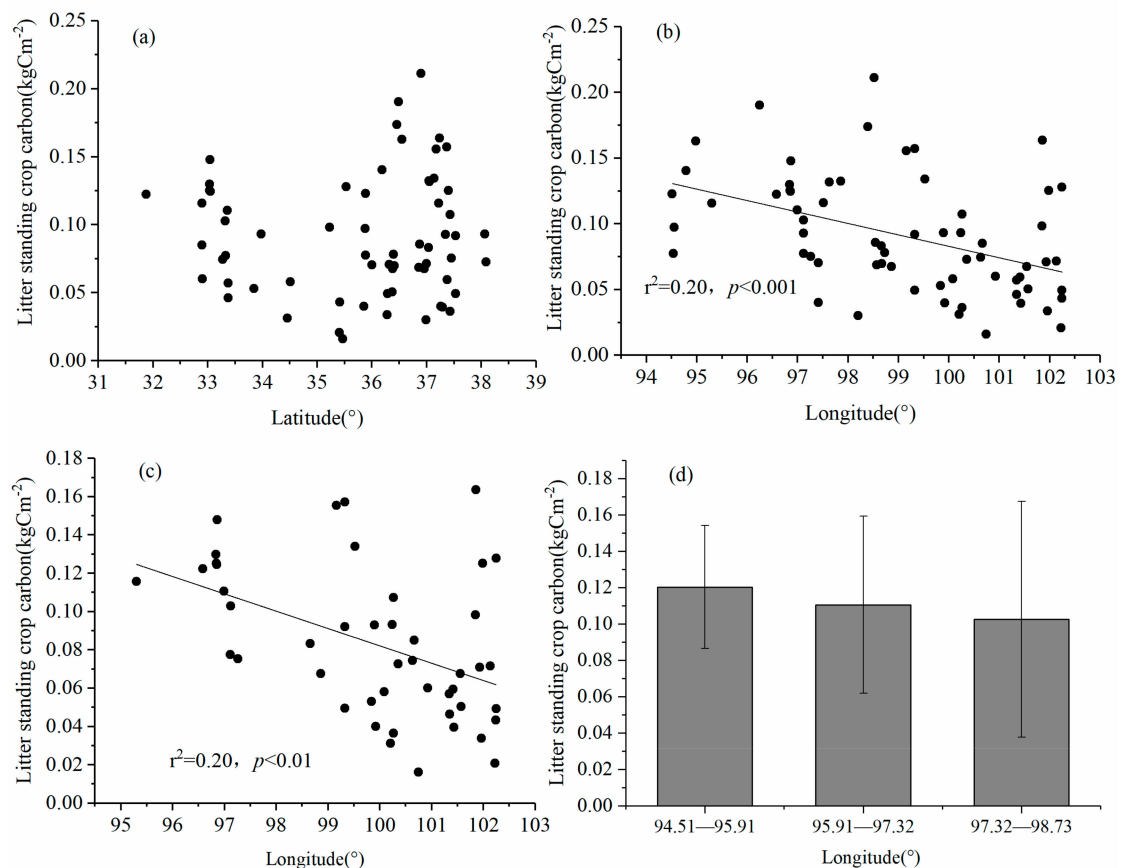 (a)
Litter standing crop carbon(kgCm-2)
0.25
0.20
0.15
0.10
0.05
0.00
31 32 33 34 35 36 37 38 39
Latitude(°)
(b)
Litter standing crop carbon(kgCm-2)
0.25
0.20
0.15
0.10
0.05
0.00
r2=0.20，p<0.001
94 95 96 97 98 99 100 101 102 103
Longitude(°)
(c)
Litter standing crop carbon(kgCm-2)
0.18
0.16
0.14
0.12
0.10
0.08
0.06
0.04
0.02
0.00
r2=0.20，p<0.01
95 96 97 98 99 100 101 102 103
Longitude(°)
(d)
Litter standing crop carbon(kgCm-2)
0.18
0.16
0.14
0.12
0.10
0.08
0.06
0.04
0.02
0.00
94.51—95.91 95.91—97.32 97.32—98.73
Longitude(°)